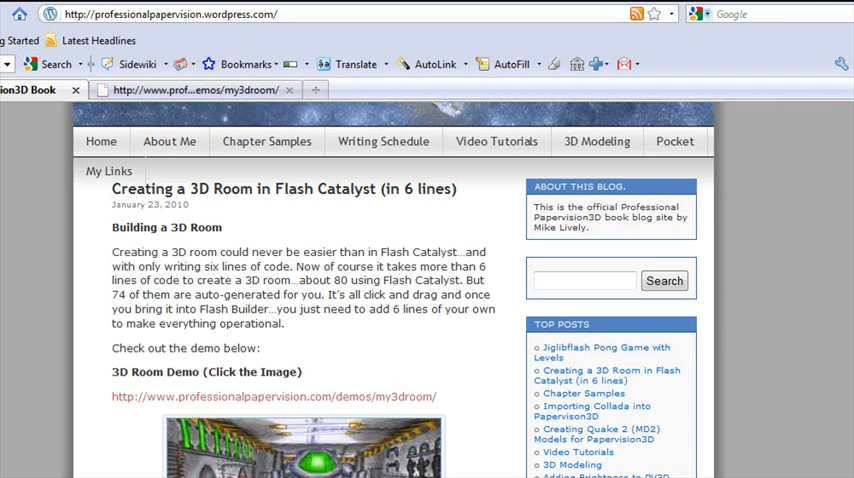 http://professionalpapervision.wordpress.com/
Google
g Started
Latest Headlines
Search
Sidewiki
Bookmarks
Translate
AutoLink
AutoFill
ion3D Book
http://www.prof...emos/my3droom/
Home
About Me
Chapter Samples
Writing Schedule
Video Tutorials
3D Modeling
Pocket
My Links
Creating a 3D Room in Flash Catalyst (in 6 lines)
January 23, 2010
Building a 3D Room
Creating a 3D room could never be easier than in Flash Catalyst…and
with only writing six lines of code. Now of course it takes more than 6
lines of code to create a 3D room…about 80 using Flash Catalyst. But
74 of them are auto-generated for you. It's all click and drag and once
you bring it into Flash Builder…you just need to add 6 lines of your own
to make everything operational.
Check out the demo below:
3D Room Demo (Click the Image)
http://www.professionalpapervision.com/demos/my3droom/
ABOUT THIS BLOG.
This is the official Professional
Papervision3D book blog site by
Mike Lively.
Search
TOP POSTS
Jiglibflash Pong Game with
Levels
Creating a 3D Room in Flash
Catalyst (in 6 lines)
Chapter Samples
Importing Collada into
Papervison3D
Creating Quake 2 (MD2)
Models for Papervision3D
Video Tutorials
3D Modeling
Adding Brightness to PV3D